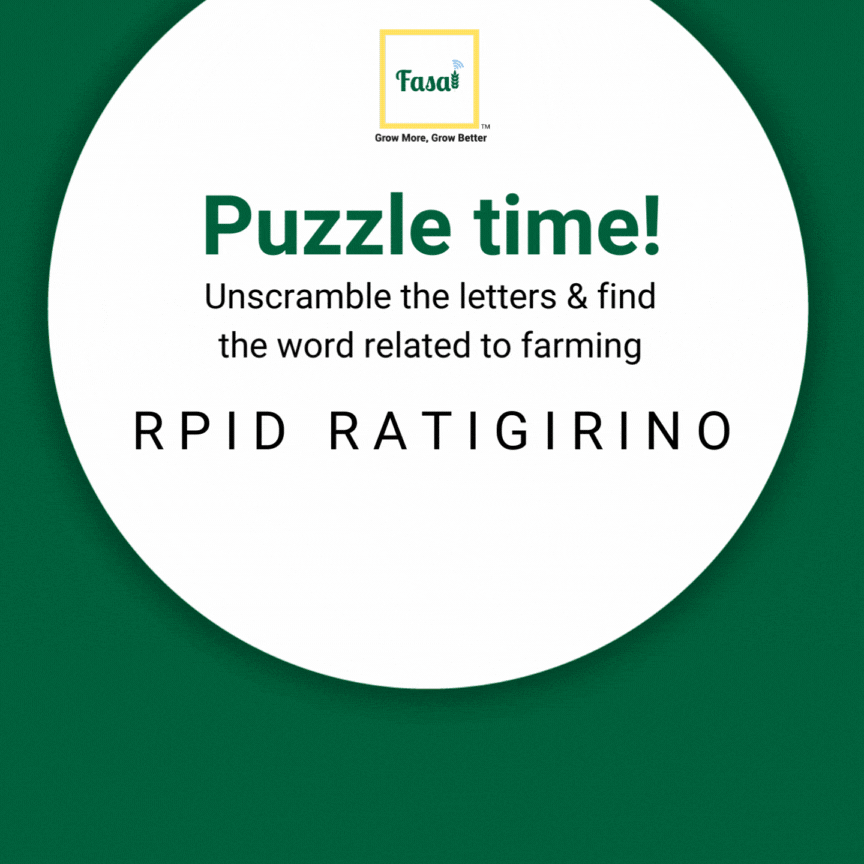 Fasal
TM
Grow More, Grow Better
Puzzle time!
Unscramble the letters & find
the word related to farming
RPID RATIGIRINO